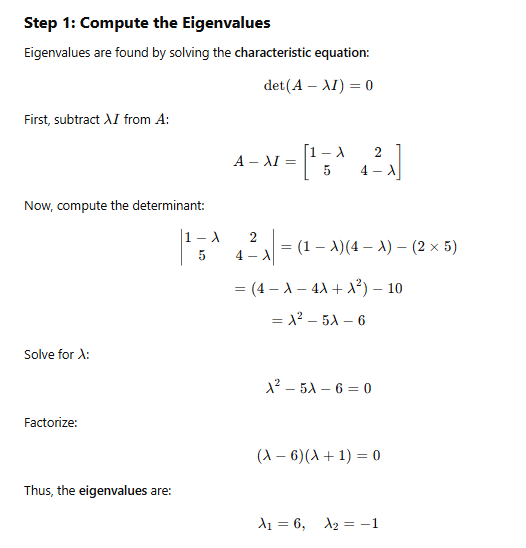 Step 1: Compute the Eigenvalues
Eigenvalues are found by solving the characteristic equation:
det(A − λI) = 0
First, subtract λI from A:
A − λI = [1 − λ 2
5 4 − λ]
Now, compute the determinant:
|1 − λ 2
5 4 − λ| = (1 − λ)(4 − λ) − (2 × 5)
= (4 − λ − 4λ + λ²) − 10
= λ² − 5λ − 6
Solve for λ:
λ² − 5λ − 6 = 0
Factorize:
(λ − 6)(λ + 1) = 0
Thus, the eigenvalues are:
λ₁ = 6, λ₂ = −1